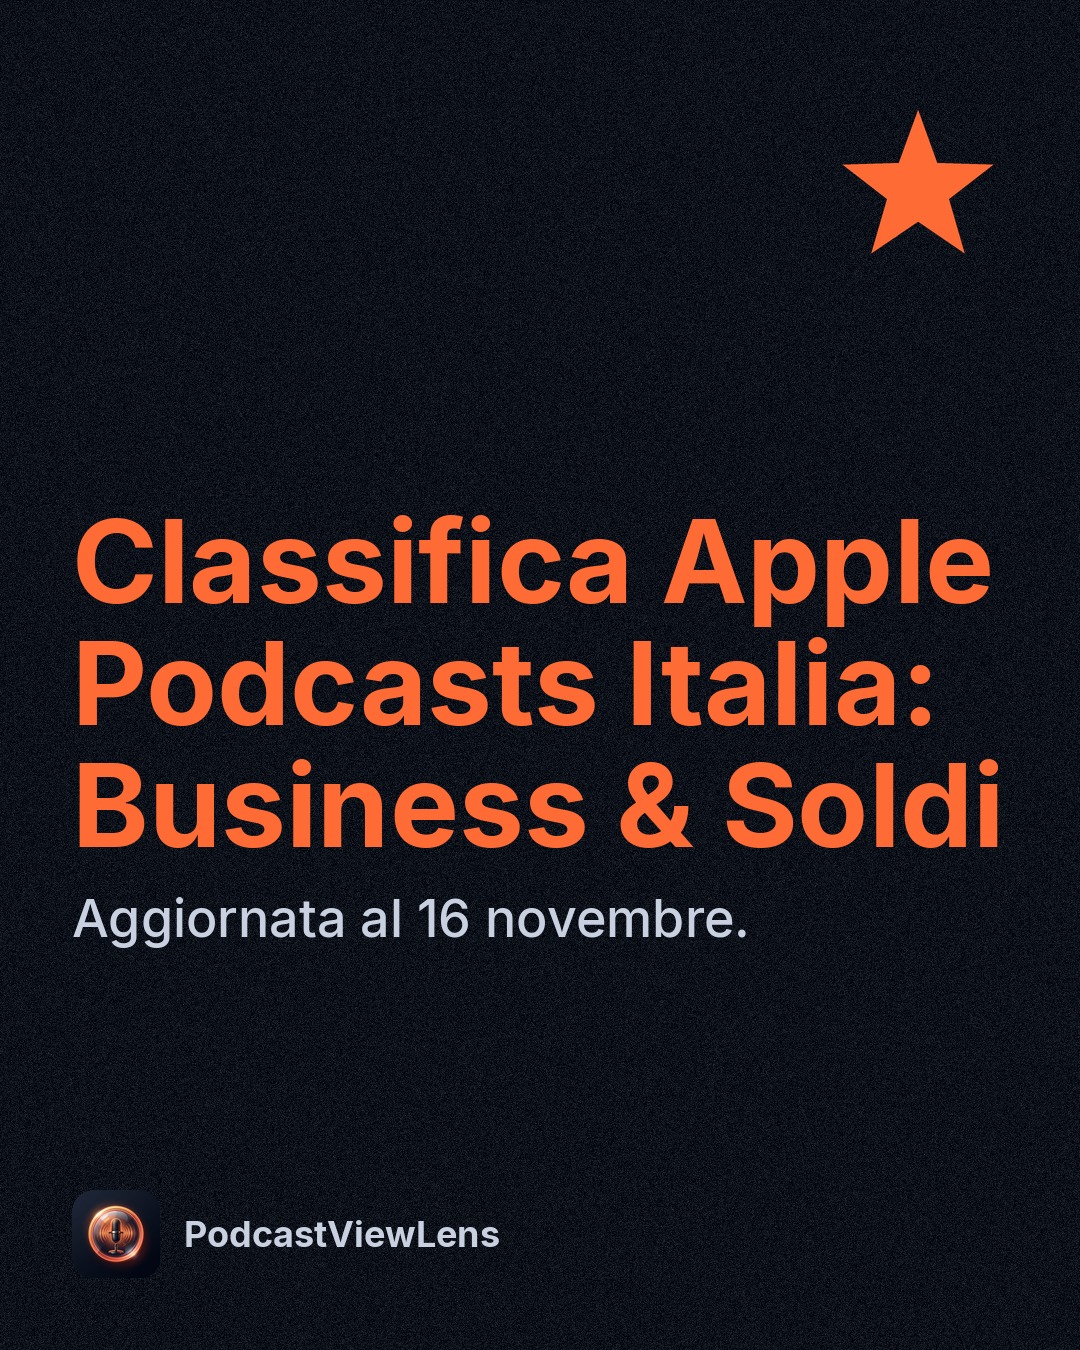 Classifica Apple
Podcasts Italia:
Business & Soldi
Aggiornata al 16 novembre.
PodcastViewLens